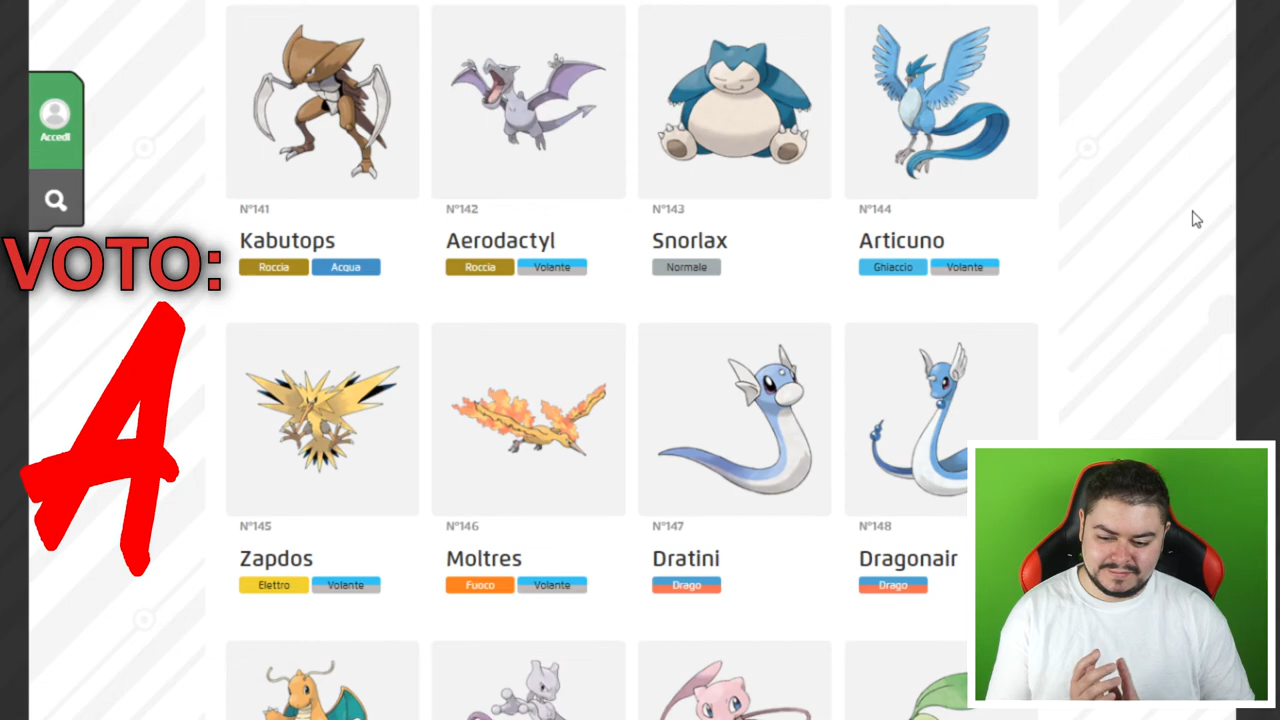 Accedi
N°141
N°142
N°143
N°144
Kabutops
Aerodactyl
Snorlax
Articuno
Roccia
Acqua
Roccia
Volante
Normale
Ghiaccio
Volante
VOTO:
A
N°145
N°146
N°147
N°148
Zapdos
Moltres
Dratini
Dragonair
Elettro
Volante
Fuoco
Volante
Drago
Drago